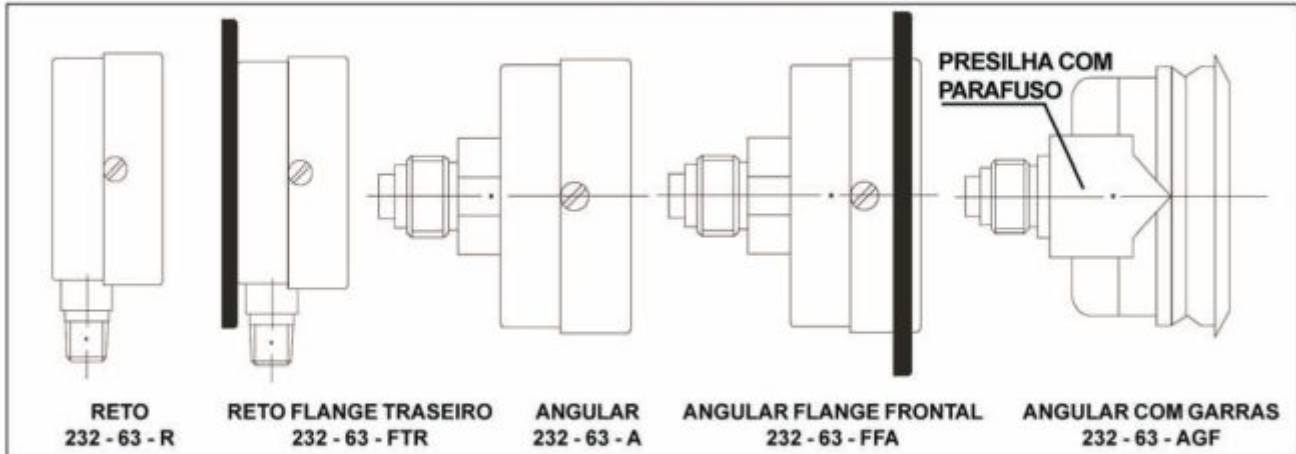 PRESILHA COM
PARAFUSO
RETO
232 - 63 - R
RETO FLANGE TRASEIRO
232 - 63 - FTR
ANGULAR
232 - 63 - A
ANGULAR FLANGE FRONTAL
232 - 63 - FFA
ANGULAR COM GARRAS
232 - 63 - AGF